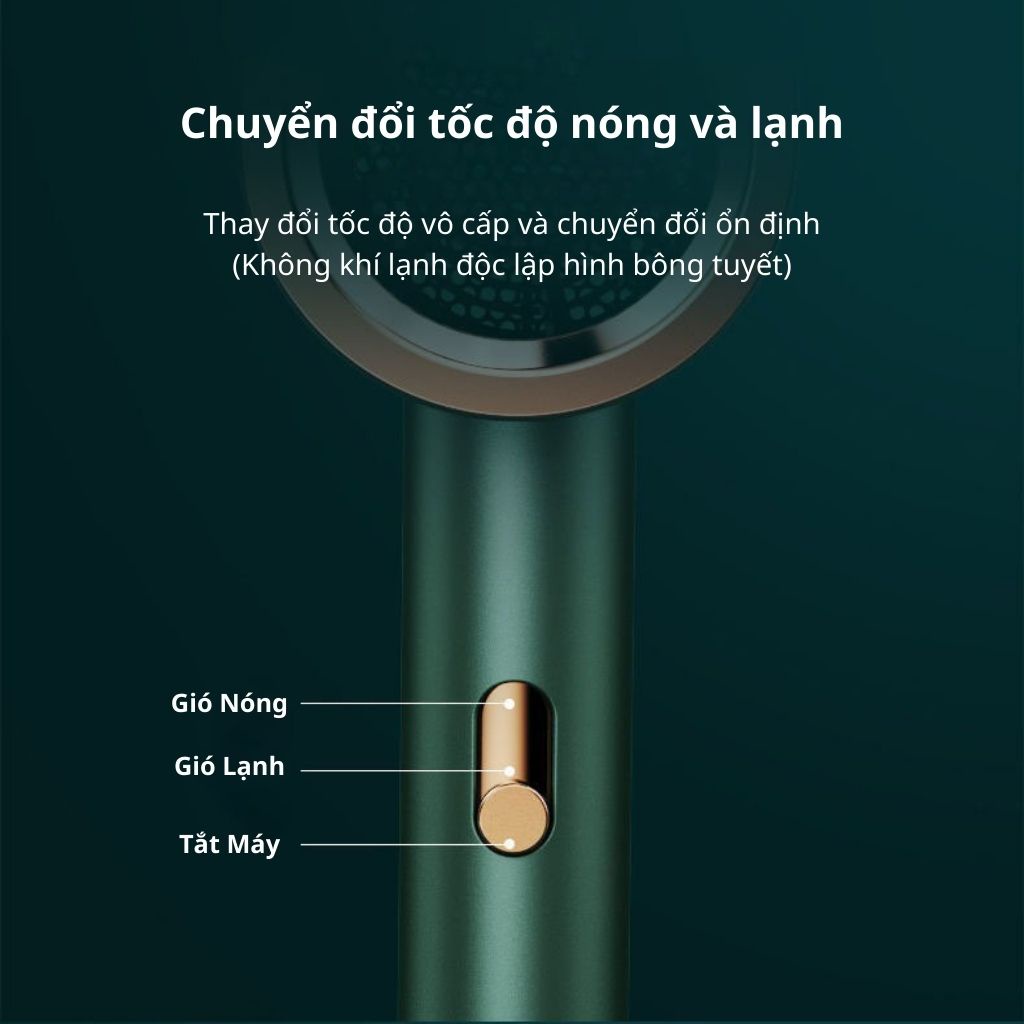 Chuyển đổi tốc độ nóng và lạnh
Thay đổi tốc độ vô cấp và chuyển đổi ổn định
(Không khí lạnh độc lập hình bông tuyết)
Gió Nóng
Gió Lạnh
Tắt Máy